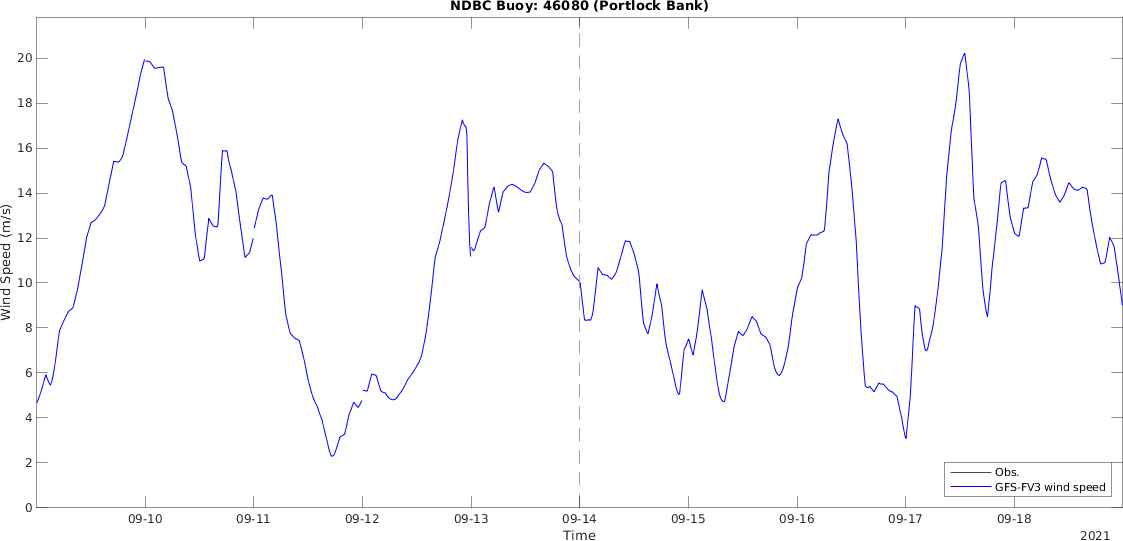 NDBC Buoy: 46080 (Portlock Bank)
20
18
16
14
12
10
8
6
4
2
0
Wind Speed (m/s)
09-10 09-11 09-12 09-13 09-14 09-15 09-16 09-17 09-18
Time
2021
Obs.
GFS-FV3 wind speed